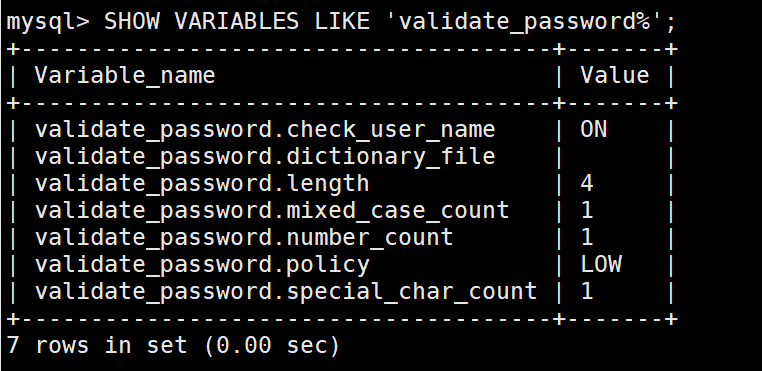 mysql> SHOW VARIABLES LIKE 'validate_password%';
+--------------------------------------+-------+
| Variable_name                        | Value |
+--------------------------------------+-------+
| validate_password.check_user_name    | ON    |
| validate_password.dictionary_file    |       |
| validate_password.length             | 4     |
| validate_password.mixed_case_count   | 1     |
| validate_password.number_count       | 1     |
| validate_password.policy             | LOW   |
| validate_password.special_char_count | 1     |
+--------------------------------------+-------+
7 rows in set (0.00 sec)